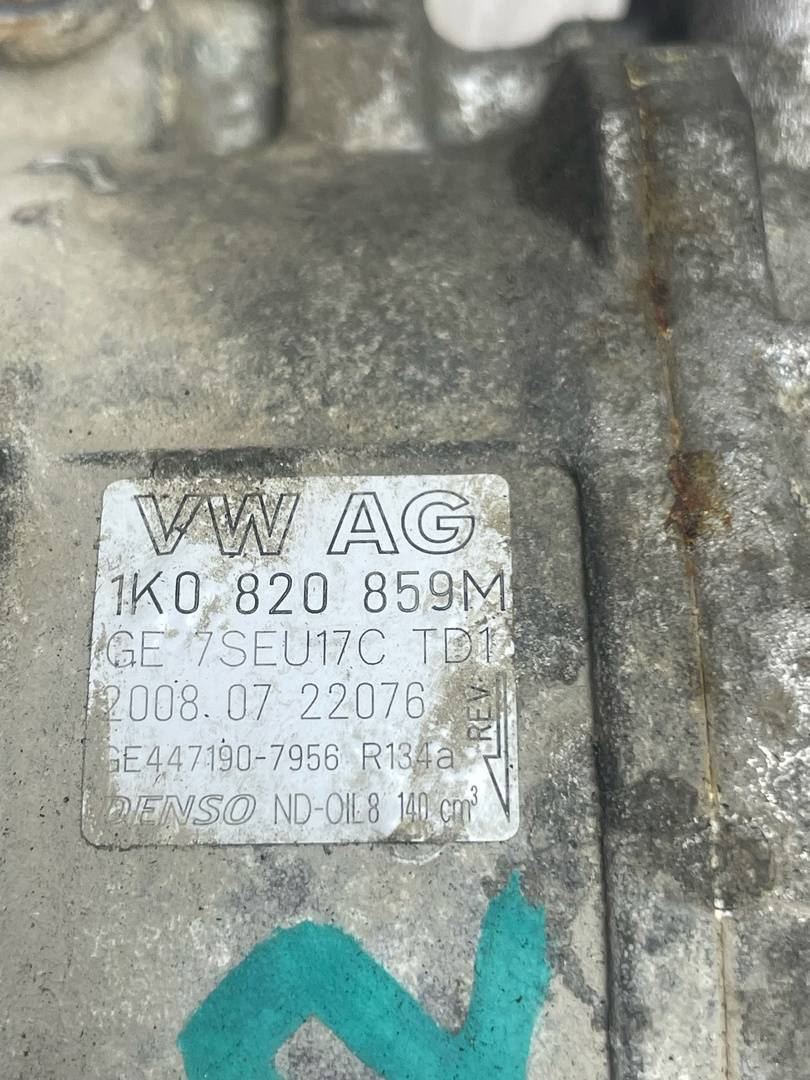 VW AG
1K0 820 859M
GE 7SEU17C TD1
2008.07 22076
REV
GE447190-7956 R134a
DENSO ND-OIL8 140 cm³